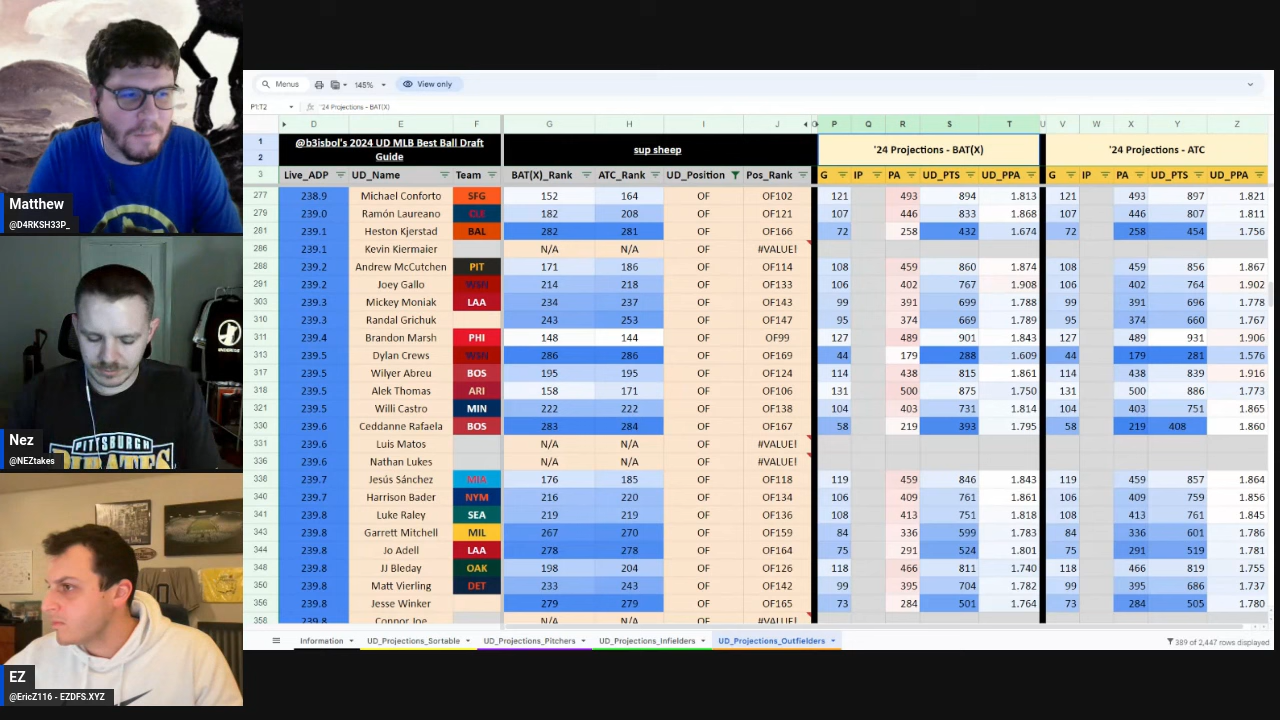 Matthew
@D4RKSH33P_
Nez
@NEZtakes
PITTSBURGH
PIRATES
EZ
@EricZ116 - EZDFS.XYZ
Menus 145% View only
P1:T2 '24 Projections - BAT(X)
D E F G H I J P Q R S T U V W X Y Z
1 @b3isbol's 2024 UD MLB Best Ball Draft Guide sup sheep '24 Projections - BAT(X) '24 Projections - ATC
2
3 Live_ADP UD_Name Team BAT(X)_Rank ATC_Rank UD_Position Pos_Rank G IP PA UD_PTS UD_PPA G IP PA UD_PTS UD_PPA
277 238.9 Michael Conforto SFG 152 164 OF OF102 121 493 894 1.813 121 493 897 1.821
279 239.0 Ramón Laureano CLE 182 208 OF OF166 107 446 833 1.868 106 446 807 1.811
281 239.1 Heston Kjerstad BAL 282 281 OF OF166 72 258 432 1.674 72 258 454 1.756
286 239.1 Kevin Kiermaier N/A N/A OF #VALUE!
288 239.2 Andrew McCutchen PIT 171 186 OF OF114 108 459 860 1.874 108 459 856 1.867
291 239.2 Joey Gallo WSN 214 218 OF OF133 106 402 767 1.908 106 402 764 1.902
303 239.3 Mickey Moniak LAA 234 237 OF OF143 99 391 699 1.788 99 391 696 1.778
310 239.3 Randal Grichuk 243 253 OF OF147 95 374 669 1.789 95 374 660 1.767
311 239.4 Brandon Marsh PHI 148 144 OF OF99 127 489 901 1.843 127 489 931 1.906
313 239.5 Dylan Crews WSN 286 286 OF OF169 44 179 288 1.609 44 179 281 1.576
317 239.5 Wilyer Abreu BOS 195 195 OF OF124 114 438 815 1.861 114 438 839 1.916
318 239.5 Alek Thomas ARI 158 171 OF OF106 131 500 875 1.750 131 500 886 1.773
321 239.5 Willi Castro MIN 222 222 OF OF138 104 403 731 1.814 104 403 751 1.865
330 239.6 Ceddanne Rafaela BOS 283 284 OF OF167 58 219 393 1.795 58 219 408 1.860
331 239.6 Luis Matos N/A N/A OF #VALUE!
336 239.6 Nathan Lukes N/A N/A OF #VALUE!
338 239.7 Jesús Sánchez MIA 176 185 OF OF118 119 459 846 1.843 119 459 857 1.864
340 239.7 Harrison Bader NYM 216 220 OF OF134 106 409 761 1.861 106 409 759 1.856
341 239.8 Luke Raley SEA 219 219 OF OF136 108 413 751 1.818 108 413 761 1.845
343 239.8 Garrett Mitchell MIL 267 270 OF OF159 84 336 599 1.783 84 336 601 1.786
344 239.8 Jo Adell LAA 278 278 OF OF164 75 291 524 1.801 75 291 519 1.781
348 239.8 JJ Bleday OAK 198 204 OF OF126 118 466 811 1.740 118 466 819 1.755
350 239.8 Matt Vierling DET 233 243 OF OF142 99 395 704 1.782 99 395 686 1.737
356 239.8 Jesse Winker 279 279 OF OF165 73 284 501 1.764 73 284 505 1.780
358 239.8 Connor Joe N/A N/A OF #VALUE!
Information UD_Projections_Sortable UD_Projections_Pitchers UD_Projections_Infielders UD_Projections_Outfielders 389 of 2,447 rows displayed